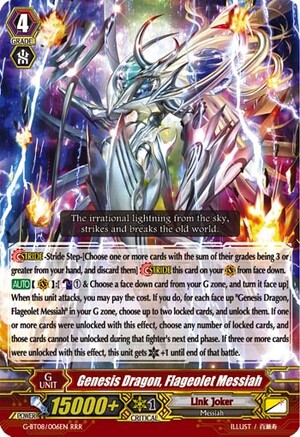 4
GRADE
The irrational lightning from the sky,
strikes and breaks the old world.
STRIDE -Stride Step-[Choose one or more cards with the sum of their grades being 3 or
greater from your hand, and discard them] STRIDE this card on your from face down.
AUTO [ 1: 1 & Choose a face down card from your G zone, and turn it face up]
When this unit attacks, you may pay the cost. If you do, for each face up "Genesis Dragon,
Flageolet Messiah" in your G zone, choose up to two locked cards, and unlock them. If one
or more cards were unlocked with this effect, choose any number of locked cards, and
those cards cannot be unlocked during that fighter's next end phase. If three or more cards
were unlocked with this effect, this unit gets +1 until end of that battle.
G
UNIT
Genesis Dragon, Flageolet Messiah
POWER
15000+
1
CRITICAL
Link Joker
Messiah
G-BT08/006EN RRR
ILLUST / 百瀬寿